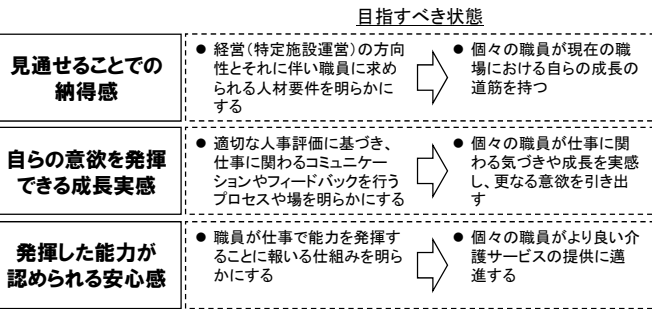 目指すべき状態
見通せることでの
納得感
● 経営（特定施設運営）の方向
性とそれに伴い職員に求め
られる人材要件を明らかに
する
● 個々の職員が現在の職
場における自らの成長の
道筋を持つ
自らの意欲を発揮
できる成長実感
● 適切な人事評価に基づき、
仕事に関わるコミュニケー
ションやフィードバックを行う
プロセスや場を明らかにする
● 個々の職員が仕事に関
わる気づきや成長を実感
し、更なる意欲を引き出
す
発揮した能力が
認められる安心感
● 職員が仕事で能力を発揮す
ることに報いる仕組みを明ら
かにする
● 個々の職員がより良い介
護サービスの提供に邁
進する